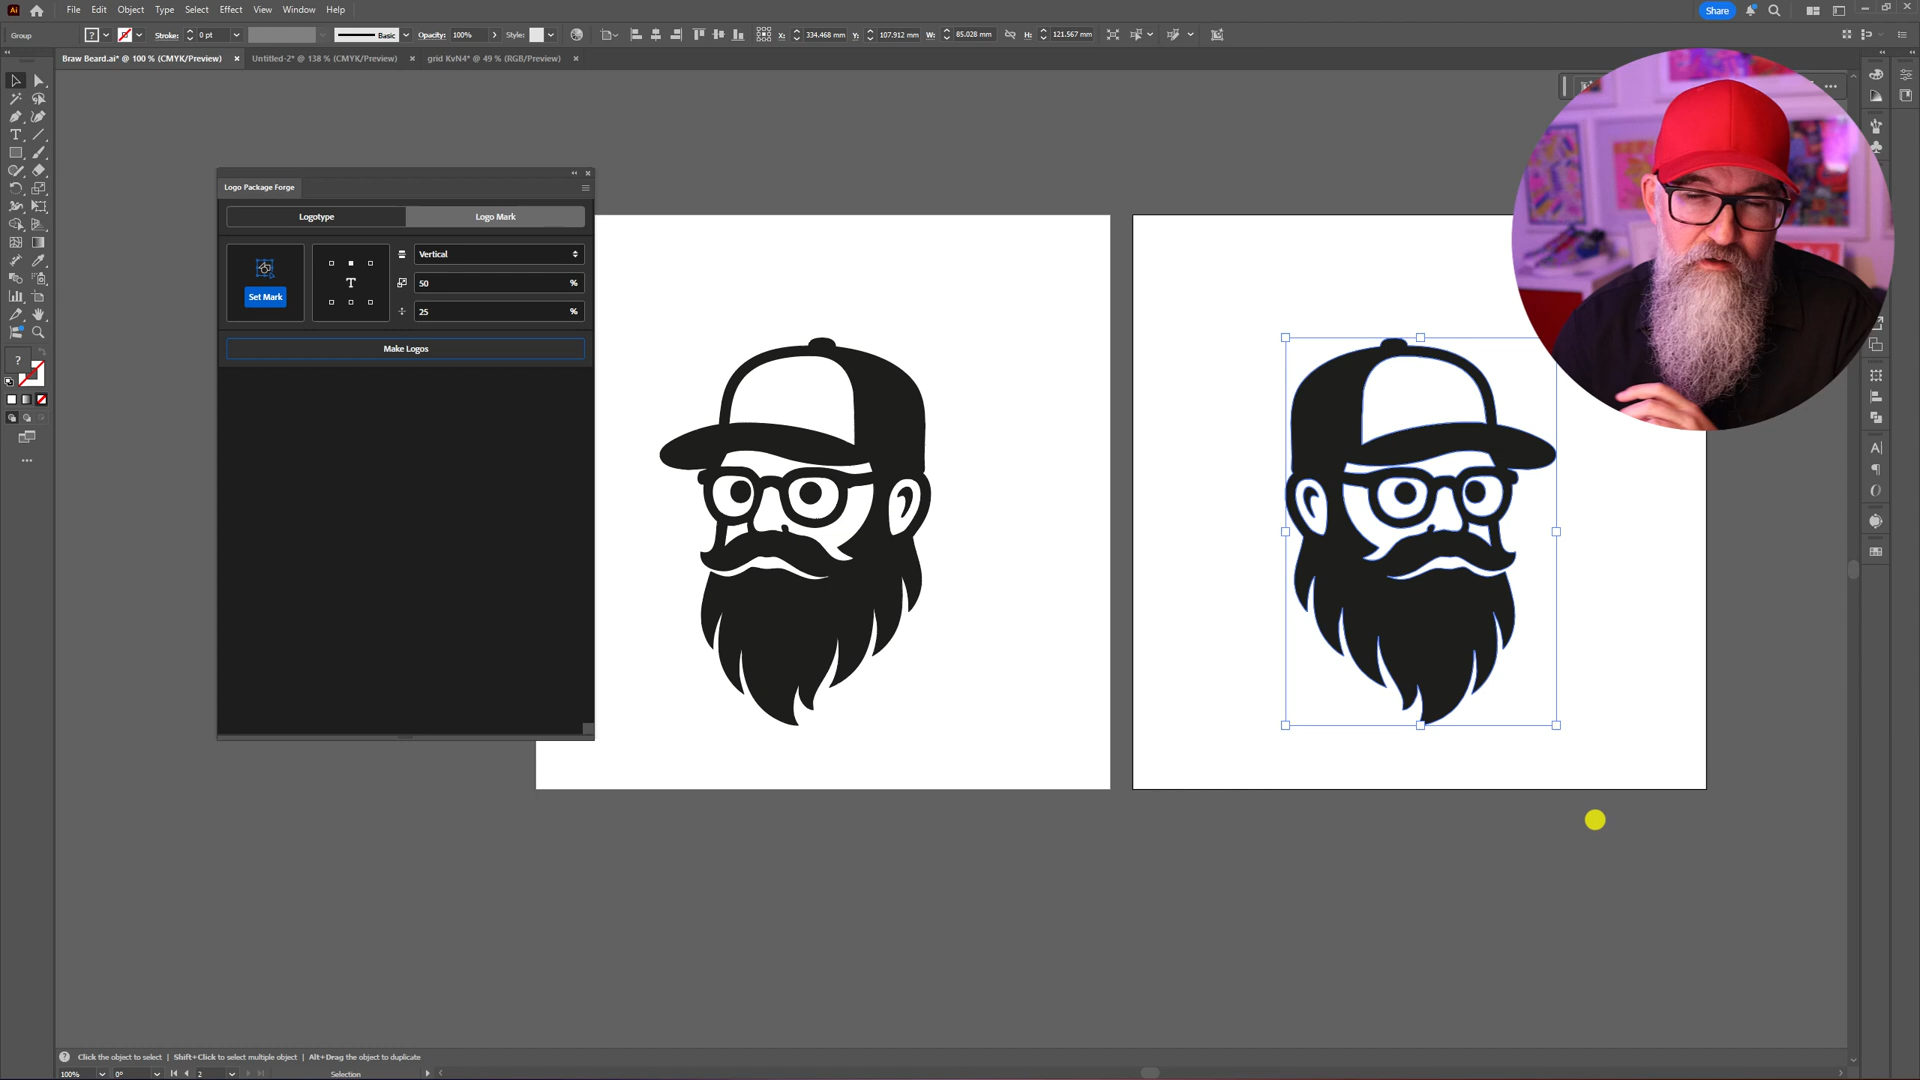 Ai File Edit Object Type Select Effect View Window Help Share
Group ? Stroke: 0 pt Basic Opacity: 100% Style: X: 334.468 mm Y: 107.912 mm W: 85.028 mm H: 121.567 mm
Braw Beard.ai* @ 100 % (CMYK/Preview) × Untitled-2* @ 138 % (CMYK/Preview) × grid KvN4* @ 49 % (RGB/Preview) ×
Logo Package Forge
Logotype Logo Mark
Vertical
Set Mark T 50 %
25 %
Make Logos
?
? Click the object to select | Shift+Click to select multiple object | Alt+Drag the object to duplicate
100% 0° 2 Selection